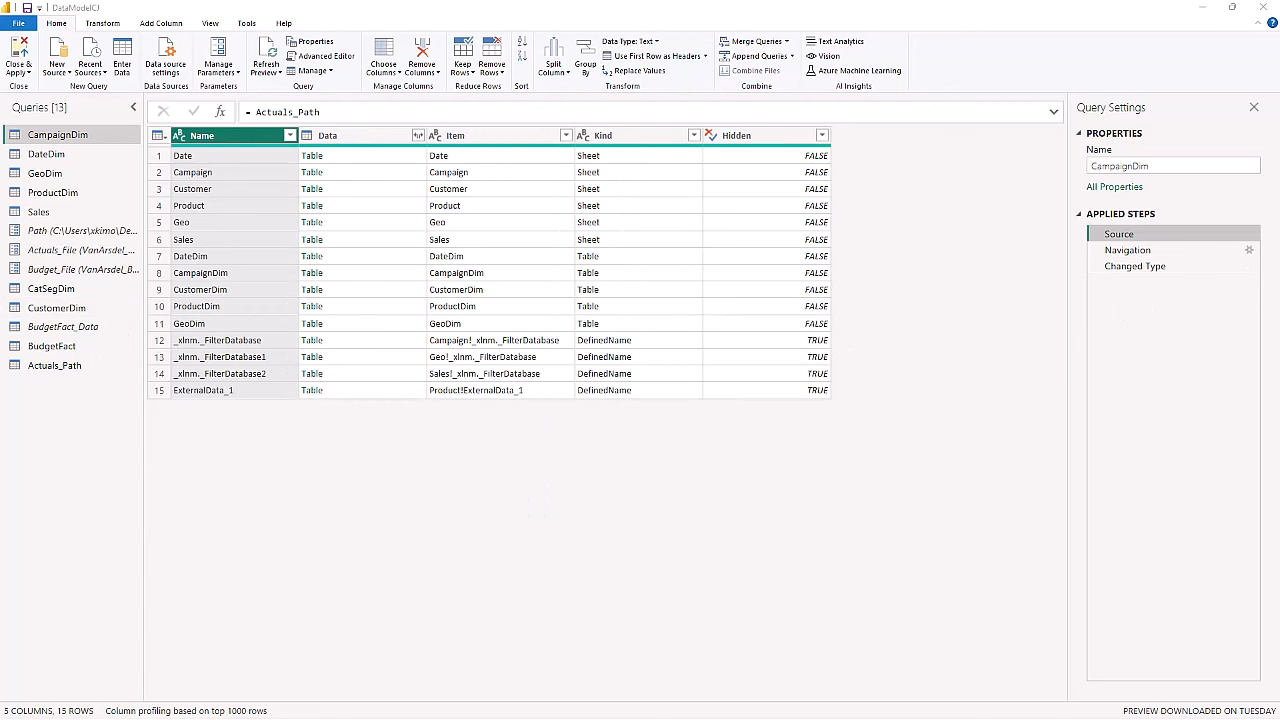 DataModelCJ
File Home Transform Add Column View Tools Help
Close & Apply
New Source
Recent Sources
Enter Data
Data source settings
Manage Parameters
Refresh Preview
Properties
Advanced Editor
Manage
Choose Columns
Remove Columns
Keep Rows
Remove Rows
Split Column
Group By
Data Type: Text
Use First Row as Headers
Replace Values
Merge Queries
Append Queries
Combine Files
Text Analytics
Vision
Azure Machine Learning
Close New Query Data Sources Parameters Query Manage Columns Reduce Rows Sort Transform Combine AI Insights
Queries [13]
CampaignDim
DateDim
GeoDim
ProductDim
Sales
Path (C:\Users\xkimo\De...
Actuals_File (VanArsdel_...
Budget_File (VanArsdel_B...
CatSegDim
CustomerDim
BudgetFact_Data
BudgetFact
Actuals_Path
= Actuals_Path
Name Data Item Kind Hidden
1 Date Table Date Sheet FALSE
2 Campaign Table Campaign Sheet FALSE
3 Customer Table Customer Sheet FALSE
4 Product Table Product Sheet FALSE
5 Geo Table Geo Sheet FALSE
6 Sales Table Sales Sheet FALSE
7 DateDim Table DateDim Table FALSE
8 CampaignDim Table CampaignDim Table FALSE
9 CustomerDim Table CustomerDim Table FALSE
10 ProductDim Table ProductDim Table FALSE
11 GeoDim Table GeoDim Table FALSE
12 _xlnm._FilterDatabase Table Campaign!_xlnm._FilterDatabase DefinedName TRUE
13 _xlnm._FilterDatabase1 Table Geo!_xlnm._FilterDatabase DefinedName TRUE
14 _xlnm._FilterDatabase2 Table Sales!_xlnm._FilterDatabase DefinedName TRUE
15 ExternalData_1 Table Product!ExternalData_1 DefinedName TRUE
Query Settings
PROPERTIES
Name
CampaignDim
All Properties
APPLIED STEPS
Source
Navigation
Changed Type
5 COLUMNS, 15 ROWS Column profiling based on top 1000 rows PREVIEW DOWNLOADED ON TUESDAY